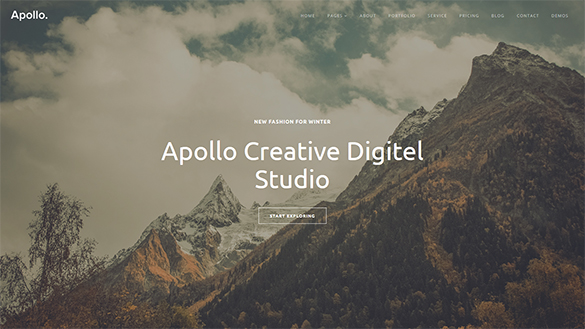 Apollo.
HOME PAGES ABOUT PORTFOLIO SERVICE PRICING BLOG CONTACT DEMOS
NEW FASHION FOR WINTER
Apollo Creative Digitel
Studio
START EXPLORING